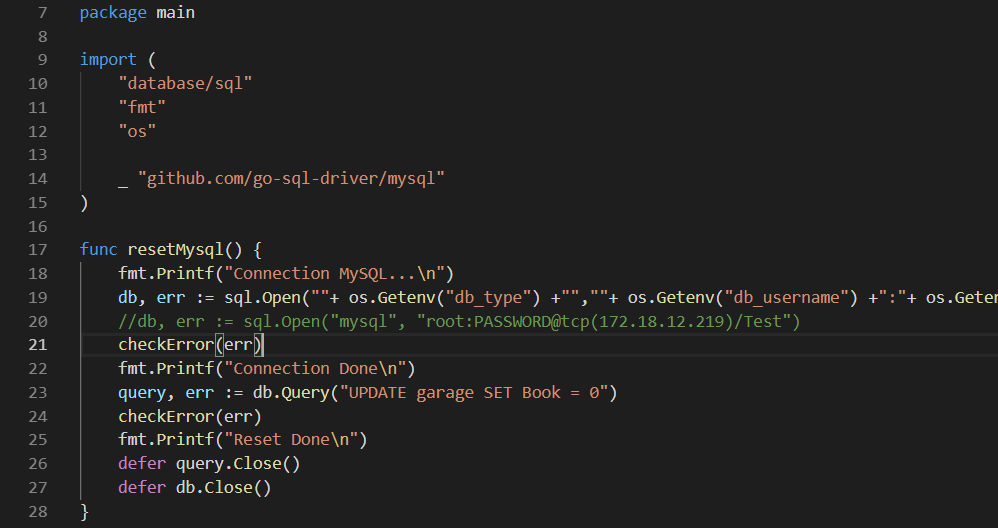 7 package main
8
9 import (
10     "database/sql"
11     "fmt"
12     "os"
13
14     _ "github.com/go-sql-driver/mysql"
15 )
16
17 func resetMysql() {
18     fmt.Printf("Connection MySQL...\n")
19     db, err := sql.Open(""+ os.Getenv("db_type") +"",""+ os.Getenv("db_username") +":"+ os.Geten
20     //db, err := sql.Open("mysql", "root:PASSWORD@tcp(172.18.12.219)/Test")
21     checkError(err)
22     fmt.Printf("Connection Done\n")
23     query, err := db.Query("UPDATE garage SET Book = 0")
24     checkError(err)
25     fmt.Printf("Reset Done\n")
26     defer query.Close()
27     defer db.Close()
28 }